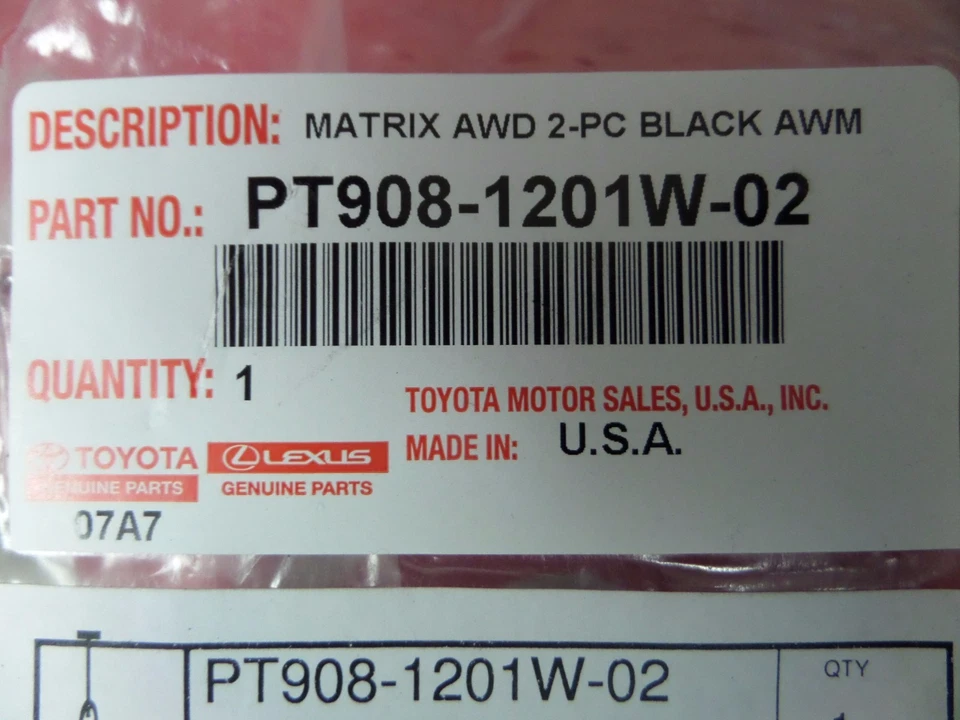 DESCRIPTION: MATRIX AWD 2-PC BLACK AWM
PART NO.: PT908-1201W-02
QUANTITY: 1
TOYOTA MOTOR SALES, U.S.A., INC.
MADE IN: U.S.A.
TOYOTA LEXUS
GENUINE PARTS GENUINE PARTS
07A7
PT908-1201W-02 QTY